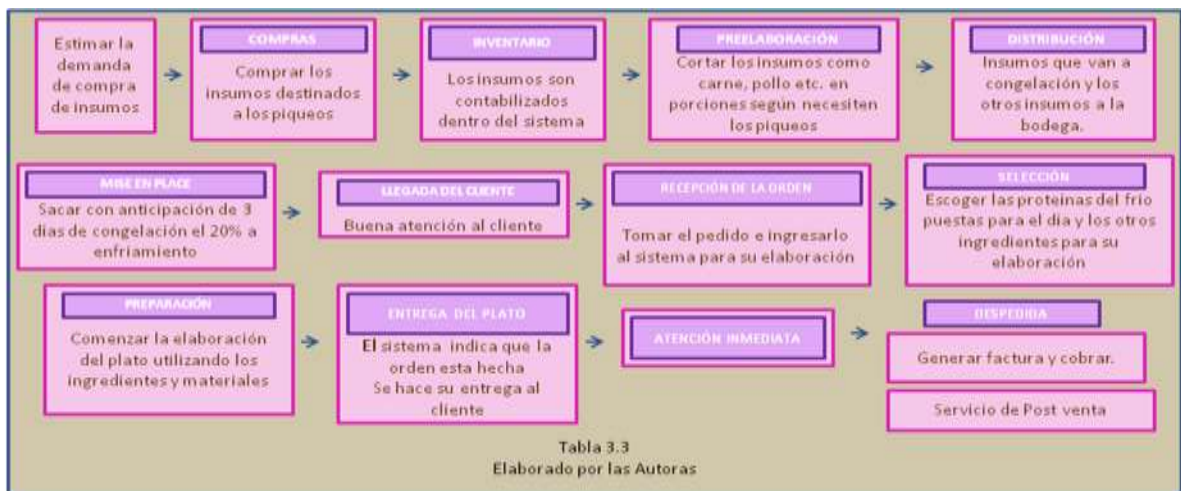 Estimar la
demanda
de compra
de insumos
COMPRAS
Comprar los
insumos destinados
a los piqueos
INVENTARIO
Los insumos son
contabilizados
dentro del sistema
PREELABORACIÓN
Cortar los insumos como
carne, pollo etc. en
porciones según necesiten
los piqueos
DISTRIBUCIÓN
Insumos que van a
congelación y los
otros insumos a la
bodega.
MISE EN PLACE
Sacar con anticipación de 3
dias de congelación el 20% a
enfriamiento
LLEGADA DEL CLIENTE
Buena atención al cliente
RECEPCIÓN DE LA ORDEN
Tomar el pedido e ingresarlo
al sistema para su elaboración
SELECCIÓN
Escoger las proteinas del frio
puestas para el dia y los otros
ingredientes para su
elaboración
PREPARACIÓN
Comenzar la elaboración
del plato utilizando los
ingredientes y materiales
ENTREGA DEL PLATO
El sistema indica que la
orden esta hecha
Se hace su entrega al
cliente
ATENCIÓN INMEDIATA
DESPEDIDA
Generar factura y cobrar.
Servicio de Post venta
Tabla 3.3
Elaborado por las Autoras